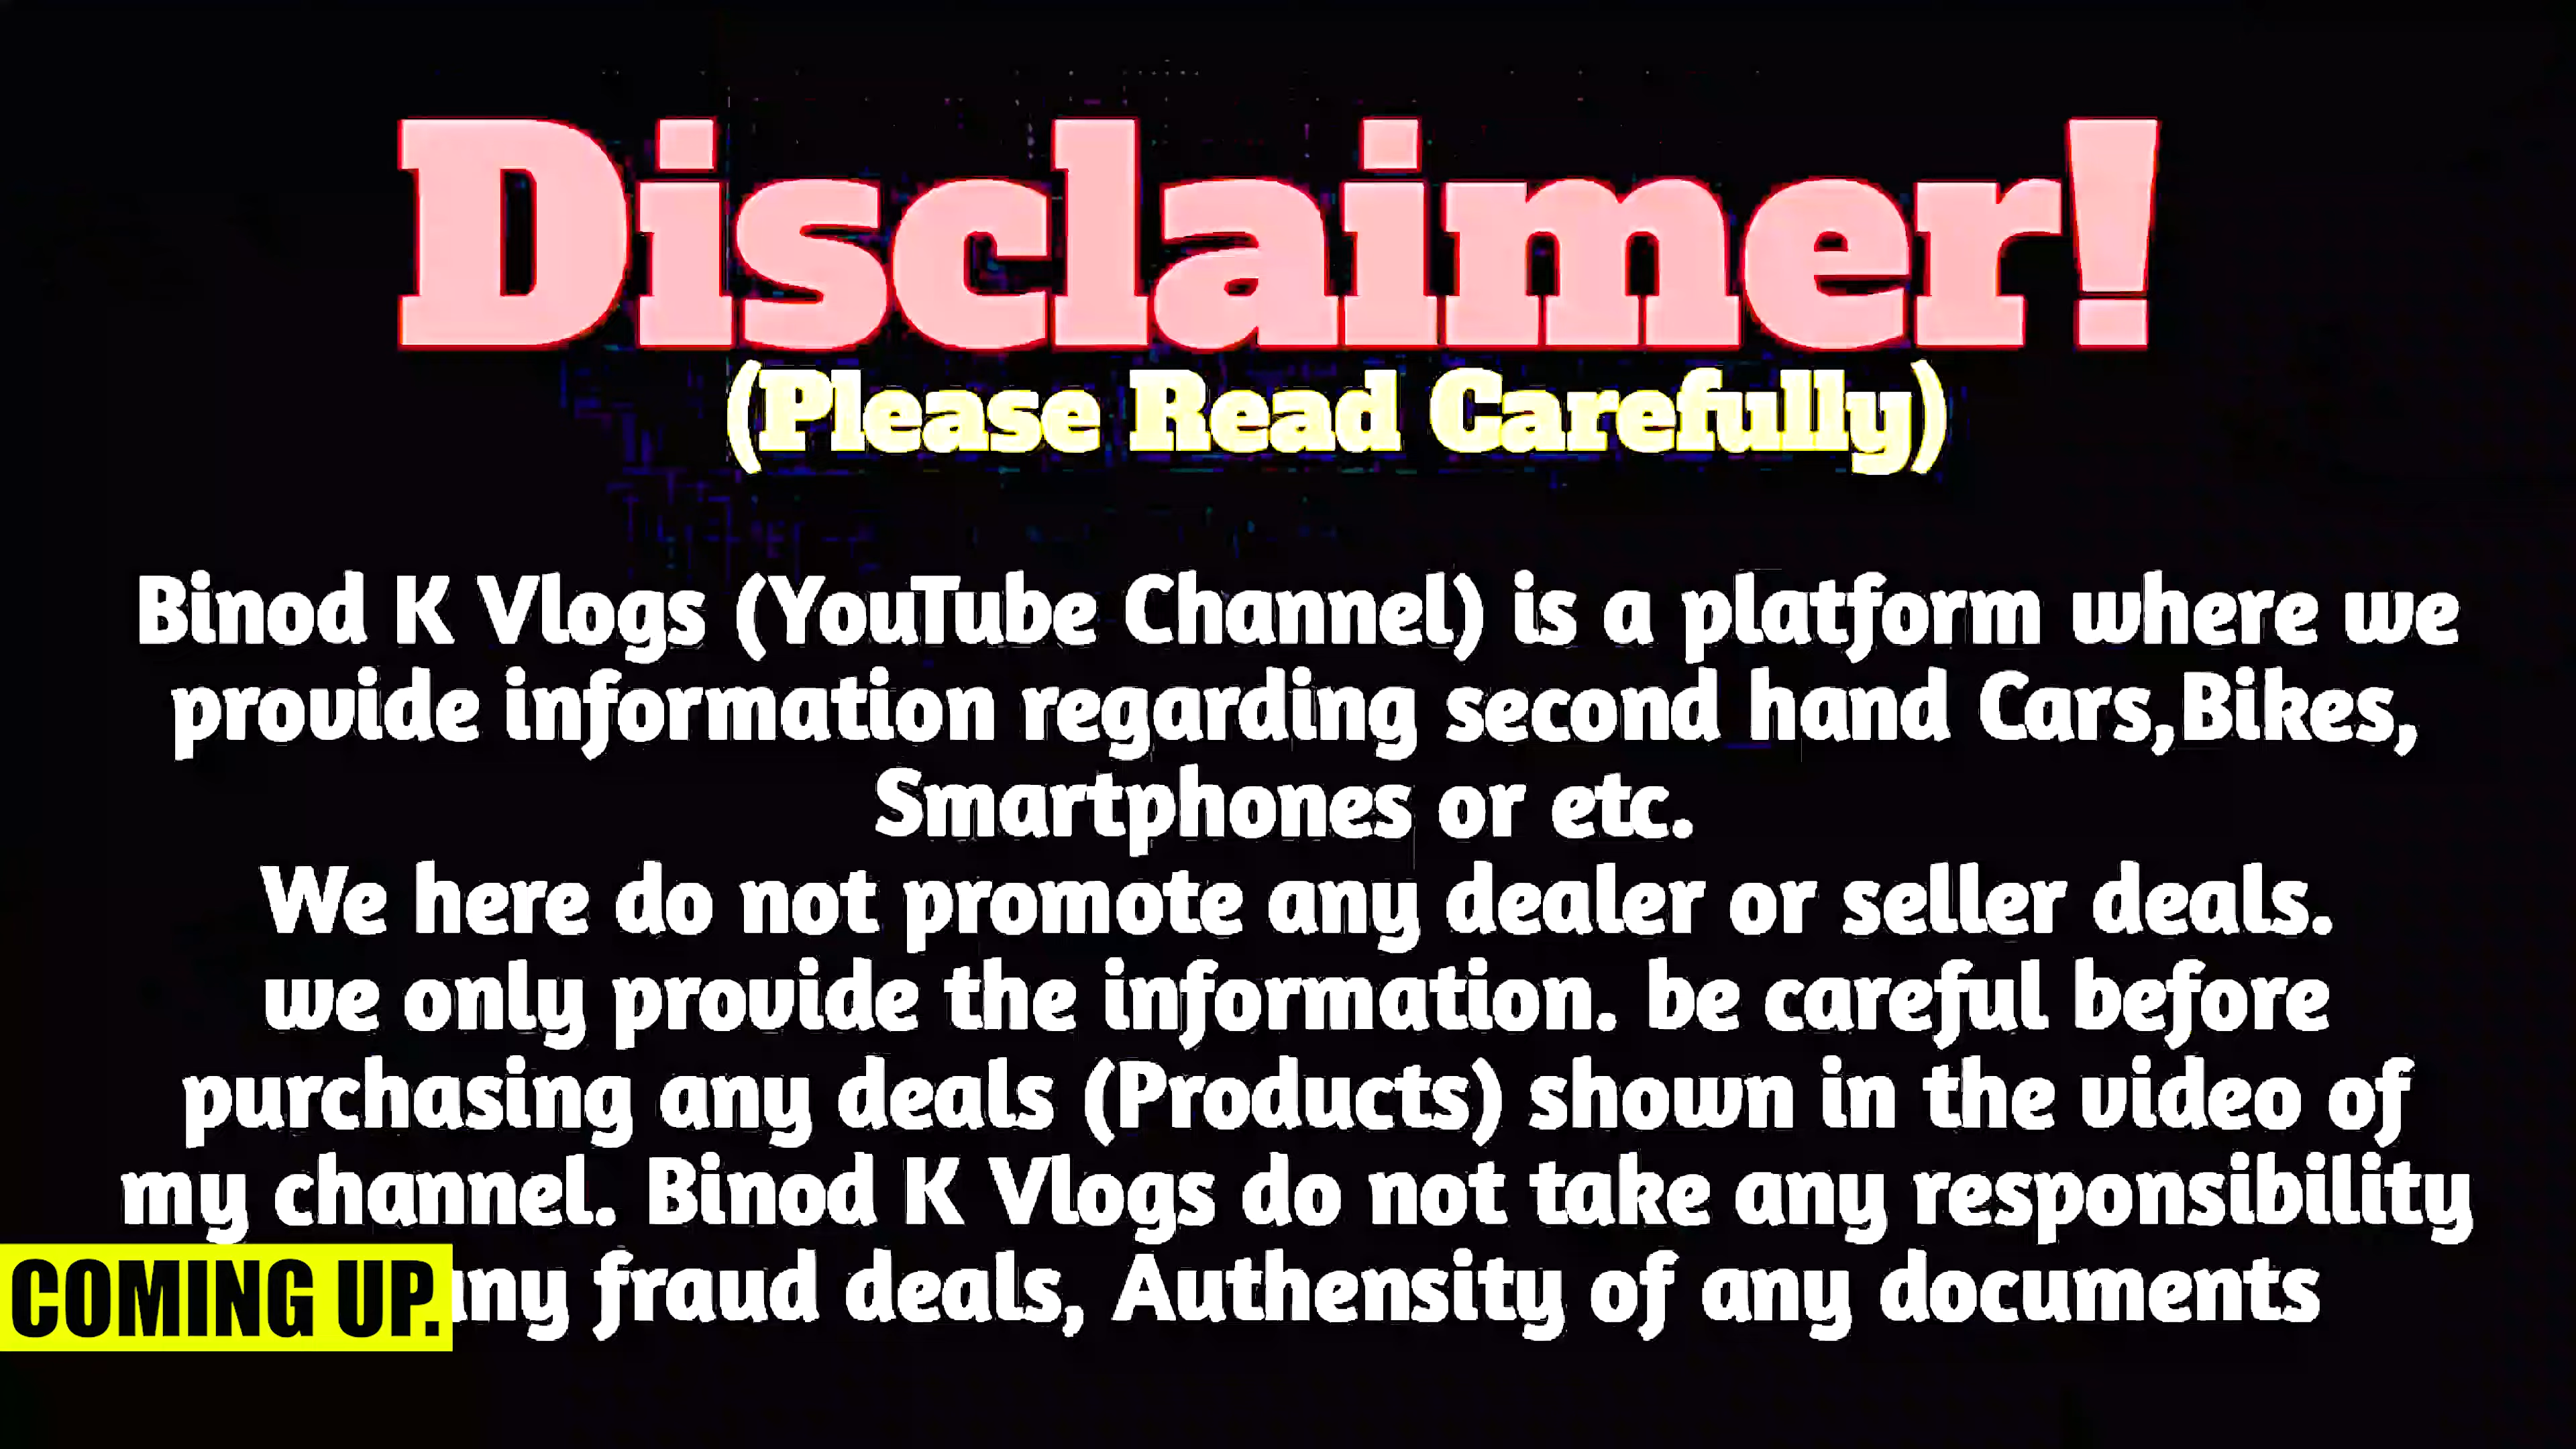 Disclaimer!
(Please Read Carefully)
Binod K Vlogs (YouTube Channel) is a platform where we
provide information regarding second hand Cars,Bikes,
Smartphones or etc.
We here do not promote any dealer or seller deals.
we only provide the information. be careful before
purchasing any deals (Products) shown in the video of
my channel. Binod K Vlogs do not take any responsibility
COMING UP.
fraud deals, Authensity of any documents